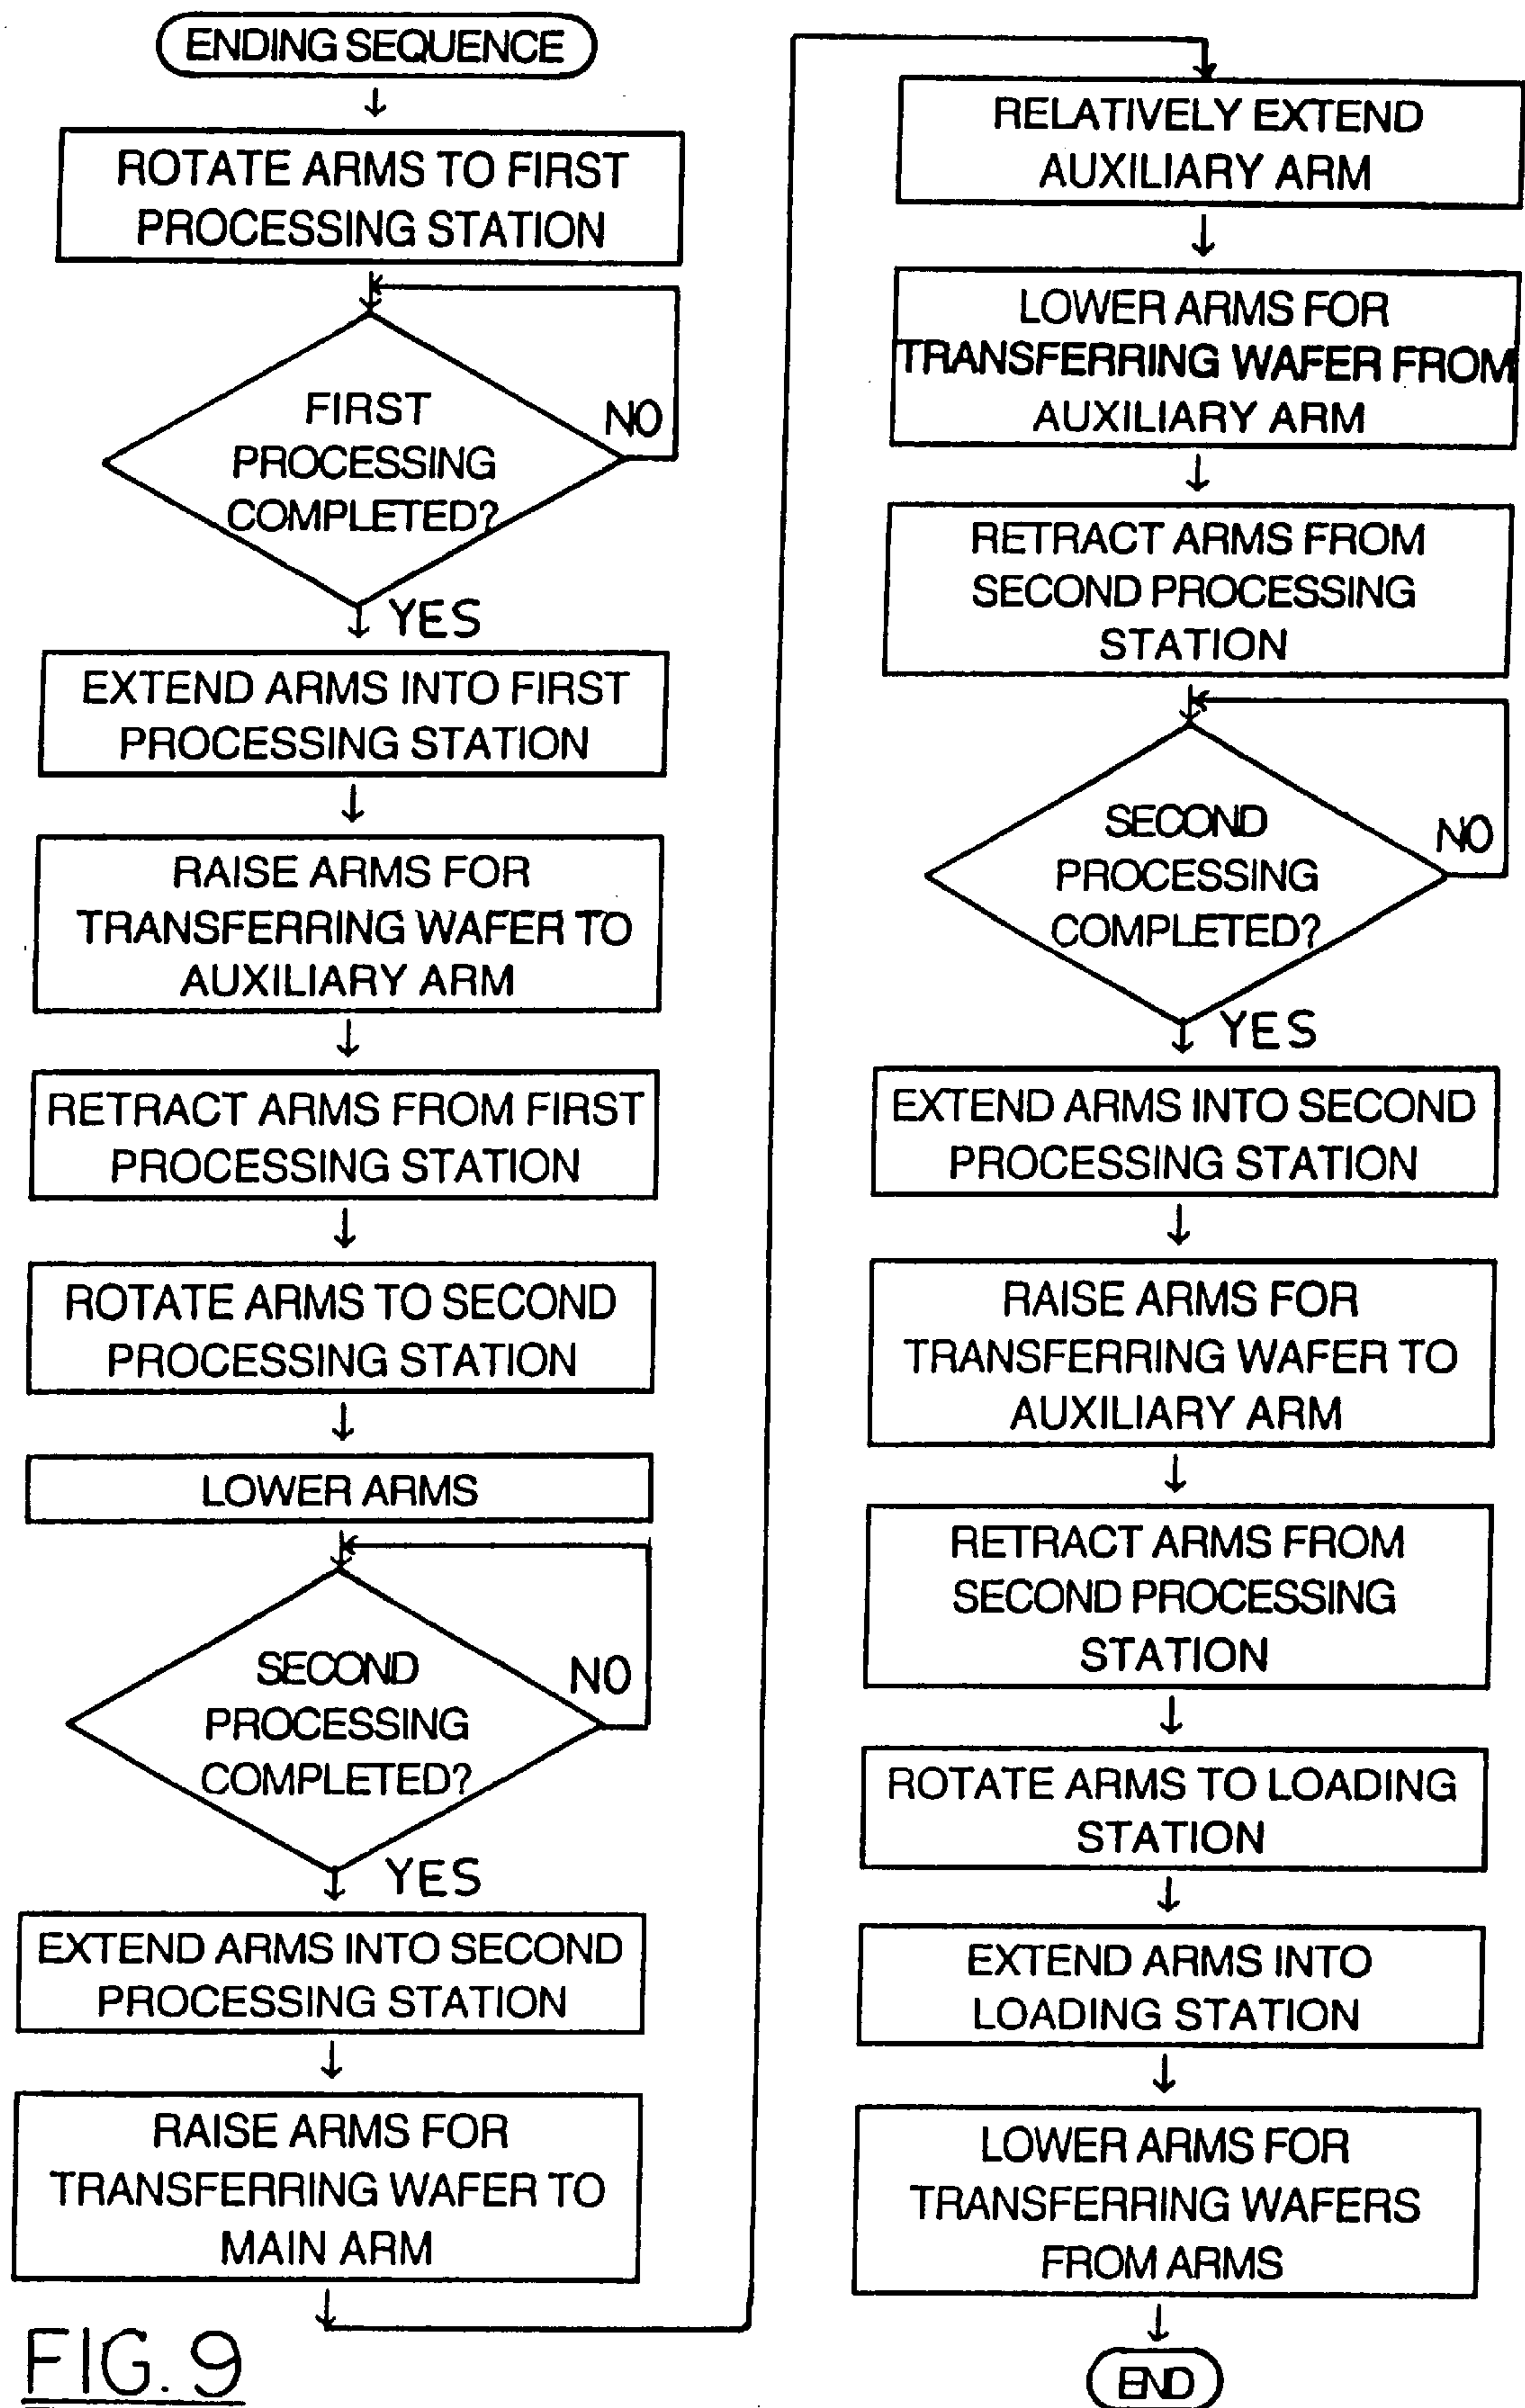 ENDING SEQUENCE
ROTATE ARMS TO FIRST
PROCESSING STATION
FIRST
PROCESSING
COMPLETED?
NO
YES
EXTEND ARMS INTO FIRST
PROCESSING STATION
RAISE ARMS FOR
TRANSFERRING WAFER TO
AUXILIARY ARM
RETRACT ARMS FROM FIRST
PROCESSING STATION
ROTATE ARMS TO SECOND
PROCESSING STATION
LOWER ARMS
SECOND
PROCESSING
COMPLETED?
NO
YES
EXTEND ARMS INTO SECOND
PROCESSING STATION
RAISE ARMS FOR
TRANSFERRING WAFER TO
MAIN ARM
RELATIVELY EXTEND
AUXILIARY ARM
LOWER ARMS FOR
TRANSFERRING WAFER FROM
AUXILIARY ARM
RETRACT ARMS FROM
SECOND PROCESSING
STATION
SECOND
PROCESSING
COMPLETED?
NO
YES
EXTEND ARMS INTO SECOND
PROCESSING STATION
RAISE ARMS FOR
TRANSFERRING WAFER TO
AUXILIARY ARM
RETRACT ARMS FROM
SECOND PROCESSING
STATION
ROTATE ARMS TO LOADING
STATION
EXTEND ARMS INTO
LOADING STATION
LOWER ARMS FOR
TRANSFERRING WAFERS
FROM ARMS
END
FIG. 9